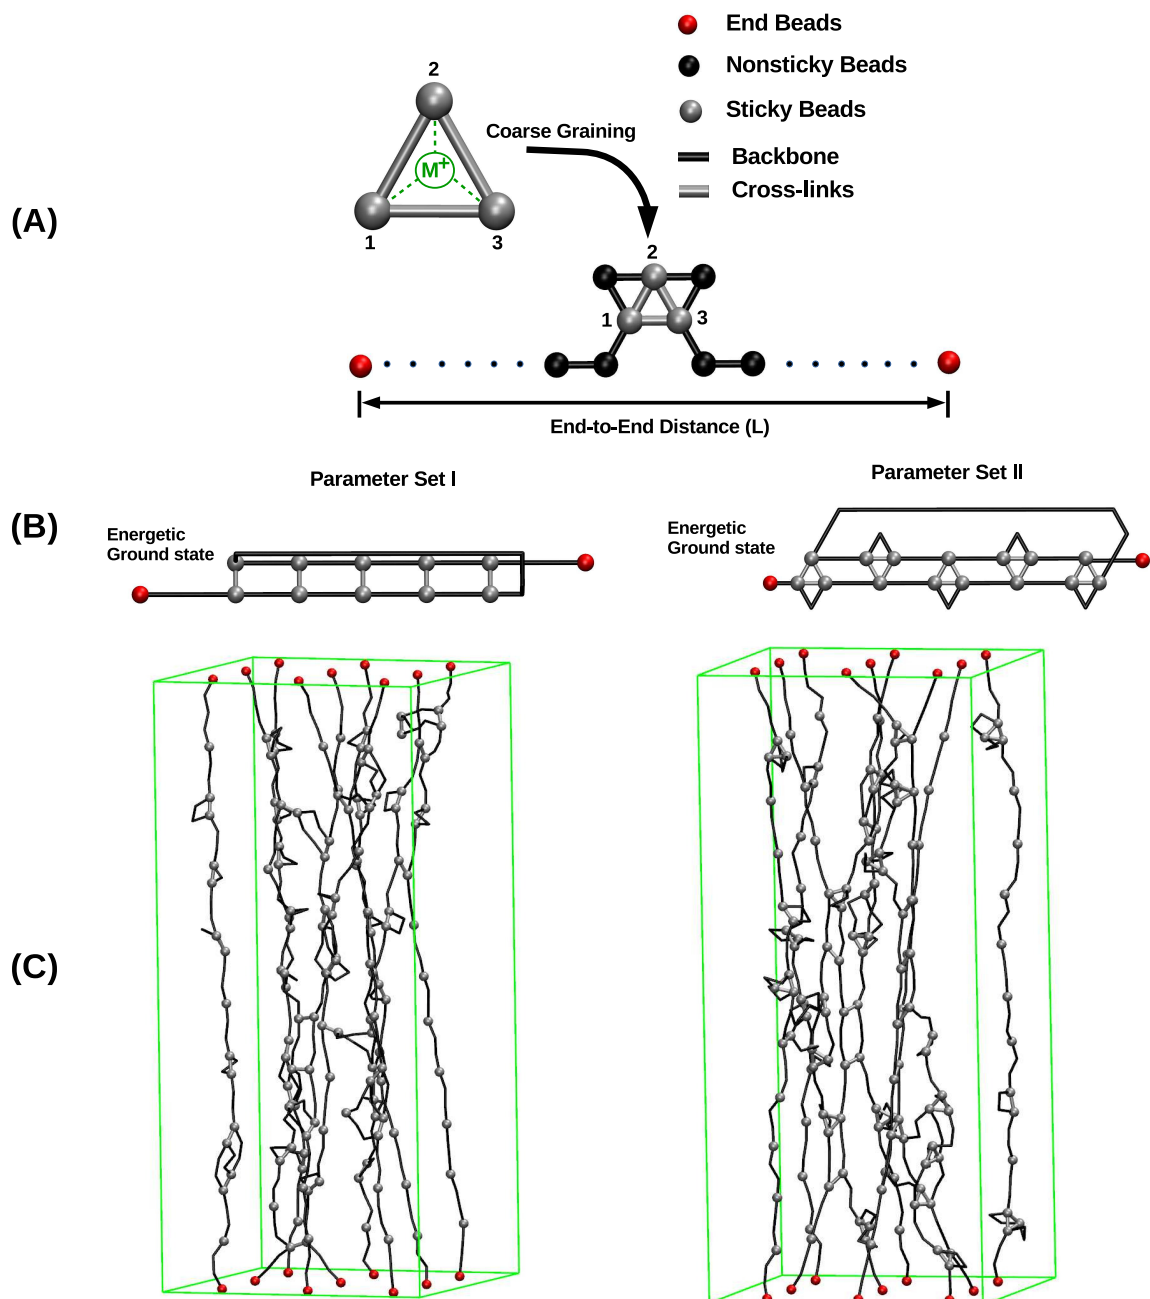 (A)
End Beads
Nonsticky Beads
Sticky Beads
Backbone
Cross-links
2
M+
1
3
Coarse Graining
2
1
3
End-to-End Distance (L)
(B)
Parameter Set I
Energetic
Ground state
Parameter Set II
Energetic
Ground state
(C)